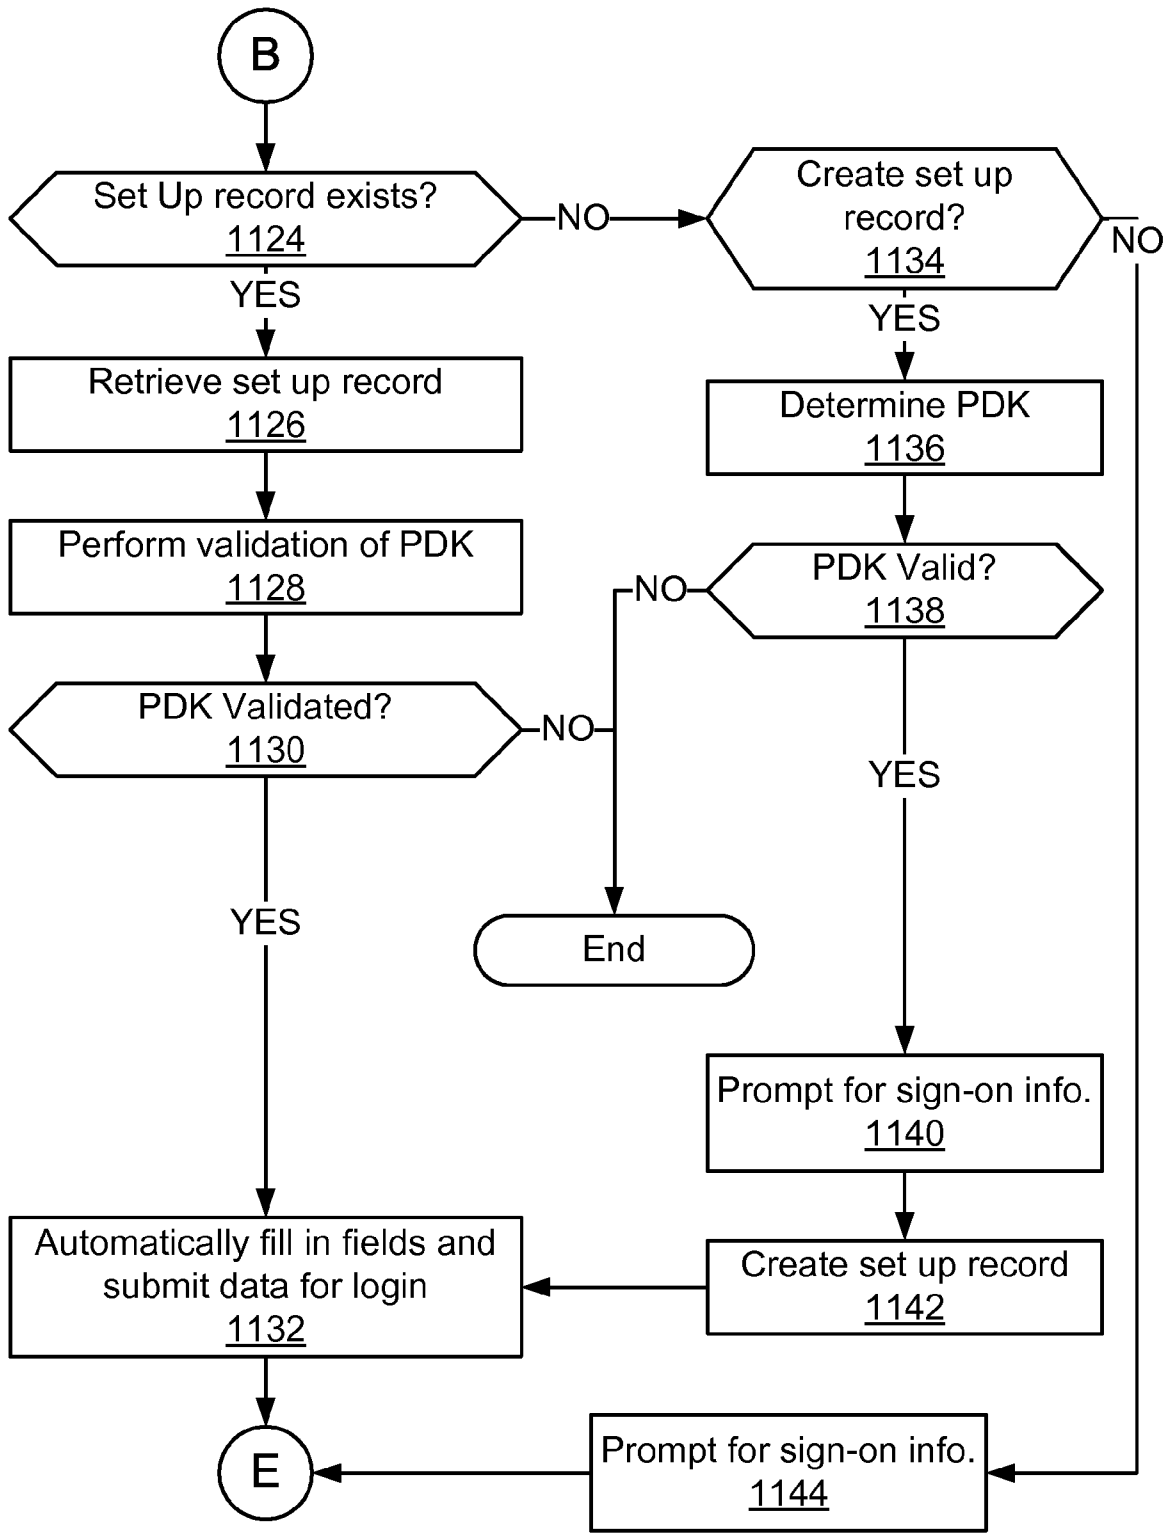 B
Set Up record exists?
1124
NO
Create set up
record?
1134
NO
YES
YES
Retrieve set up record
1126
Determine PDK
1136
Perform validation of PDK
1128
NO
PDK Valid?
1138
PDK Validated?
1130
NO
YES
YES
End
Prompt for sign-on info.
1140
Automatically fill in fields and
submit data for login
1132
Create set up record
1142
E
Prompt for sign-on info.
1144